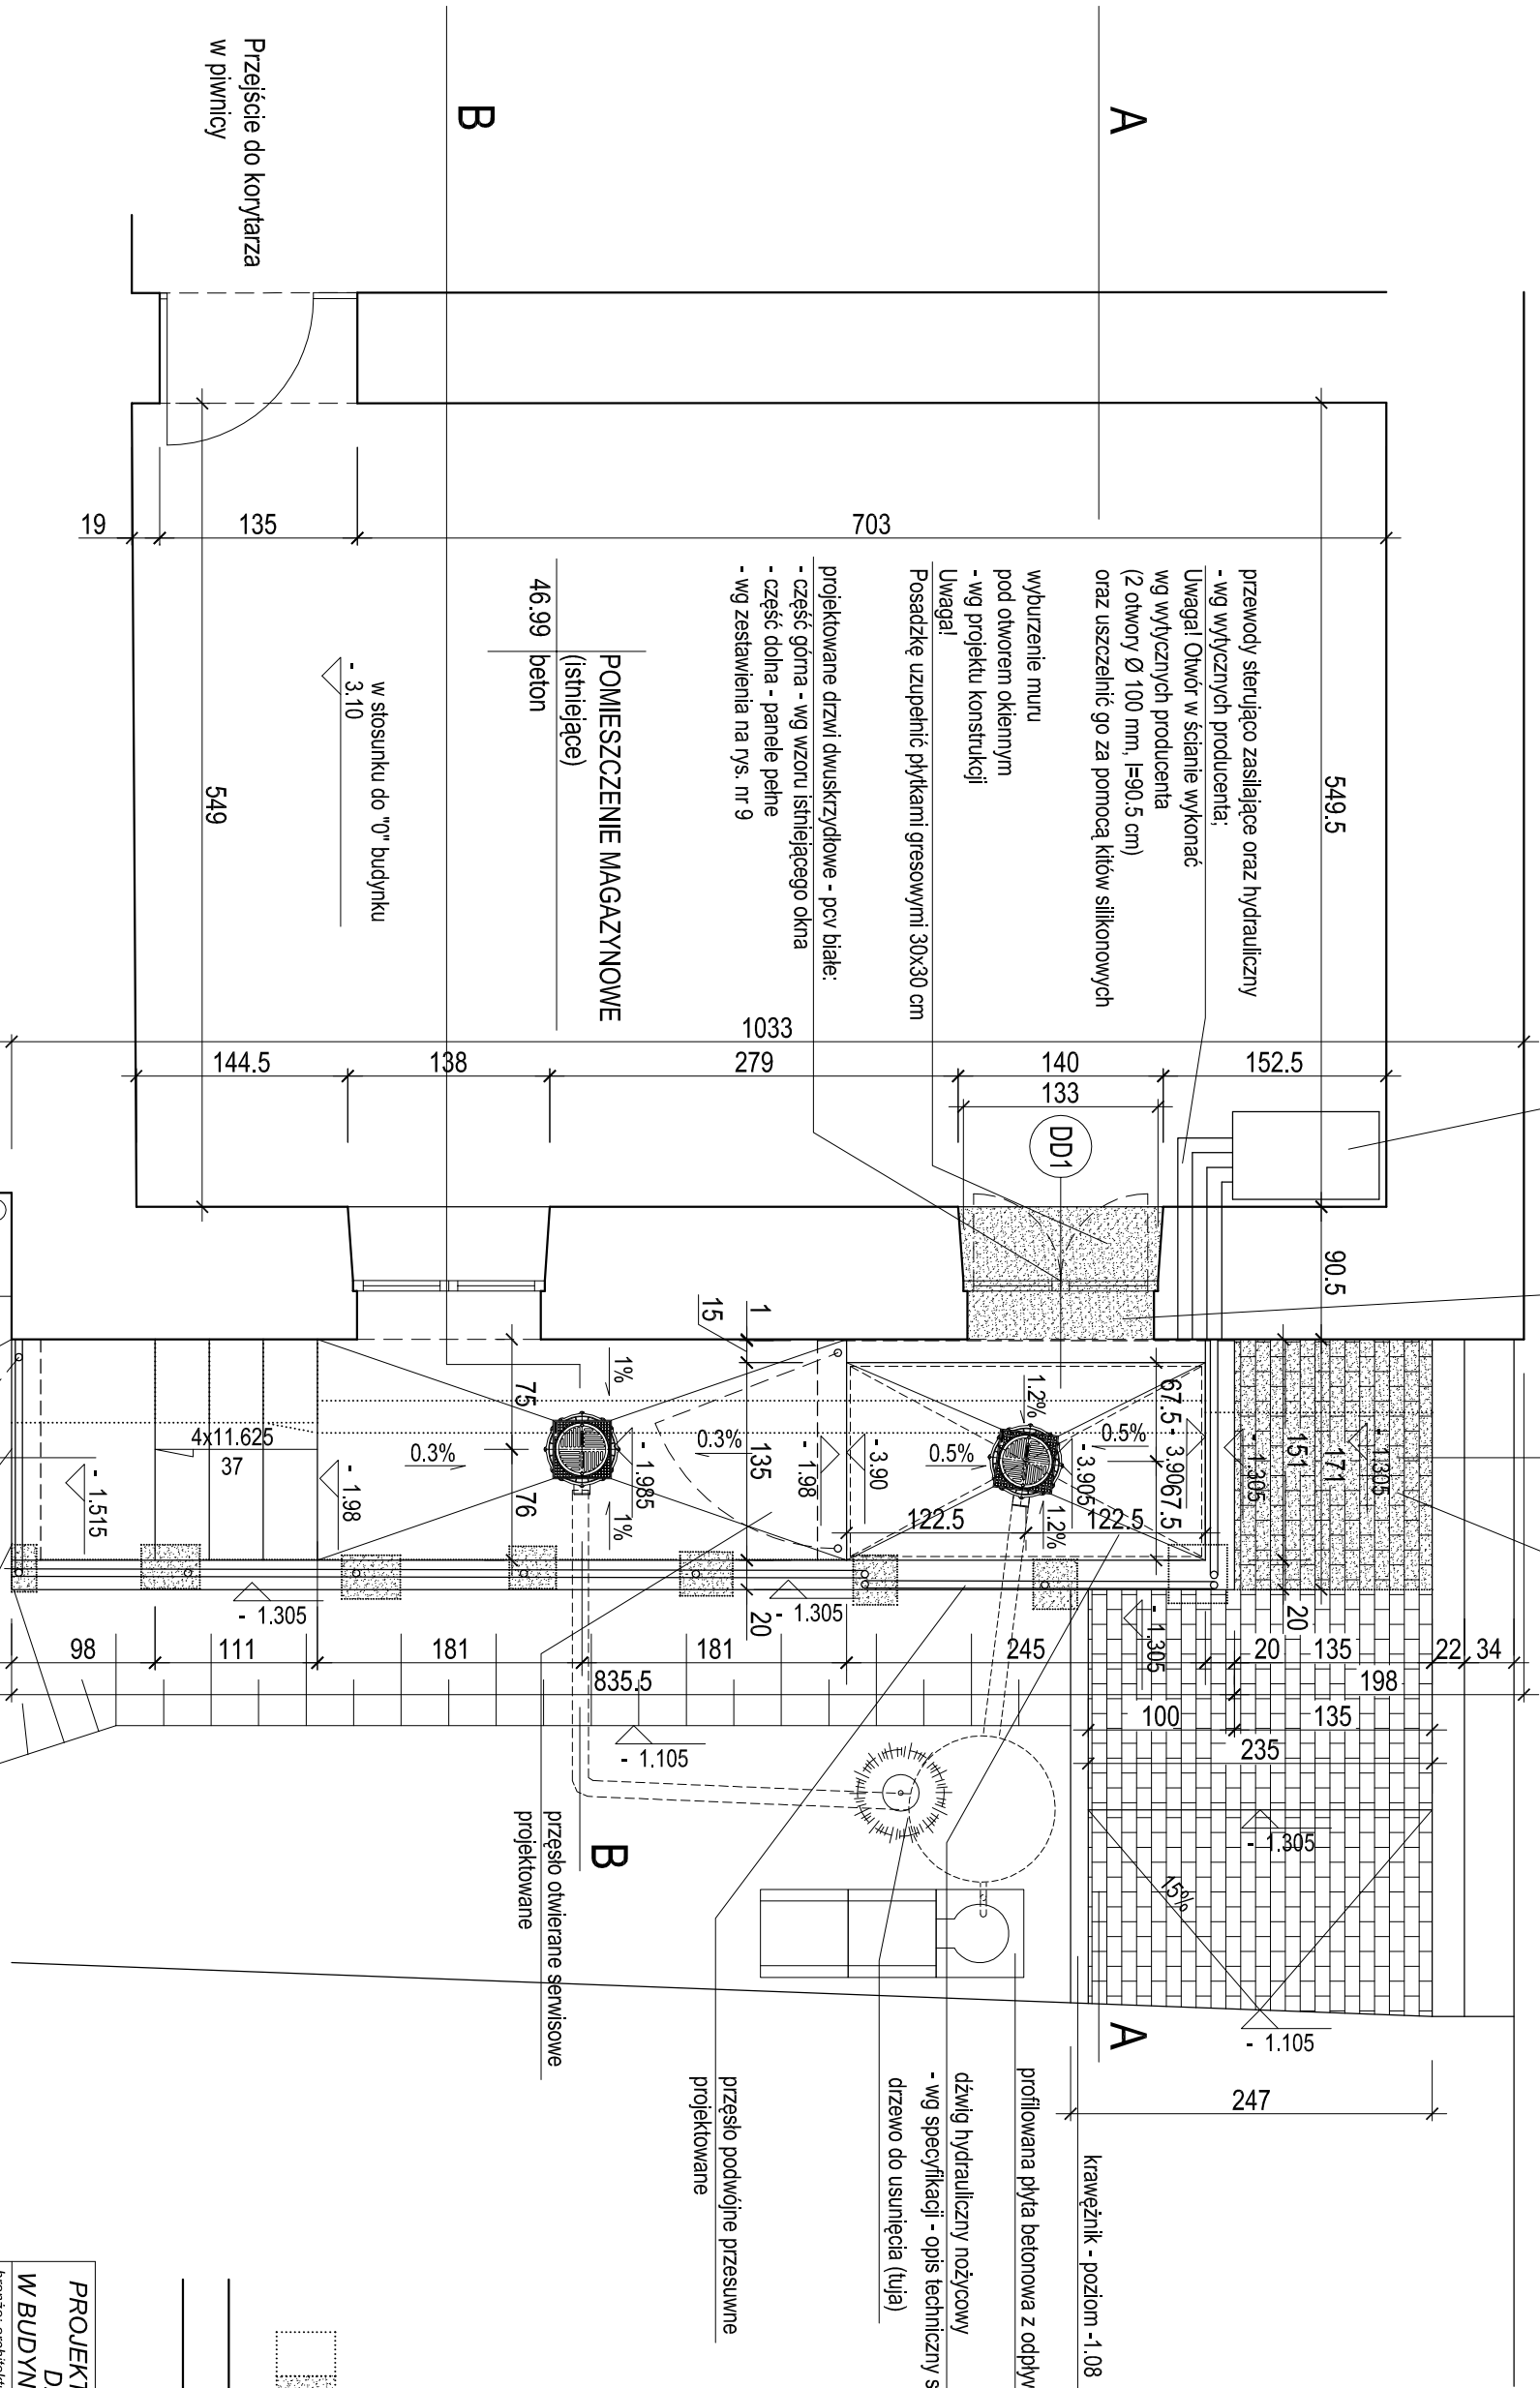 Przejście do korytarza
w piwnicy
B
A
19
135
703
549.5
549
przewody sterująco zasilające oraz hydrauliczny
- wg wytycznych producenta;
Uwaga! Otwór w ścianie wykonać
wg wytycznych producenta
(2 otwory Ø 100 mm, l=90.5 cm)
oraz uszczelnić go za pomocą kitów silikonowych
wyburzenie muru
pod otworem okiennym
- wg projektu konstrukcji
Uwaga!
Posadzkę uzupełnić płytkami gresowymi 30x30 cm
projektowane drzwi dwuskrzydłowe - pcv białe:
- część górna - wg wzoru istniejącego okna
- część dolna - panele pełne
- wg zestawienia na rys. nr 9
POMIESZCZENIE MAGAZYNOWE
(istniejące)
46.99 beton
w stosunku do "0" budynku
- 3.10
1033
144.5
138
279
140
152.5
133
DD1
90.5
15
1
1%
75
76
1%
135
20
0.3%
0.3%
- 1.985
- 1.98
- 1.98
- 1.515
4x11.625
37
- 3.90
0.5%
0.5%
1.2%
1.2%
- 3.905
- 3.90
67.5
67.5
122.5
122.5
- 1.305
- 1.305
151
171
20
- 1.305
- 1.305
- 1.305
98
111
181
181
245
20
135
22
34
835.5
198
100
135
235
- 1.105
- 1.305
15%
- 1.105
247
B
A
przęsło otwierane serwisowe
projektowane
przęsło podwójne przesuwne
projektowane
drzewo do usunięcia (tuja)
dźwig hydrauliczny nożycowy
- wg specyfikacji - opis techniczny
profilowana płyta betonowa z
krawężnik - poziom -1.08
PROJEKT
W BUDYN